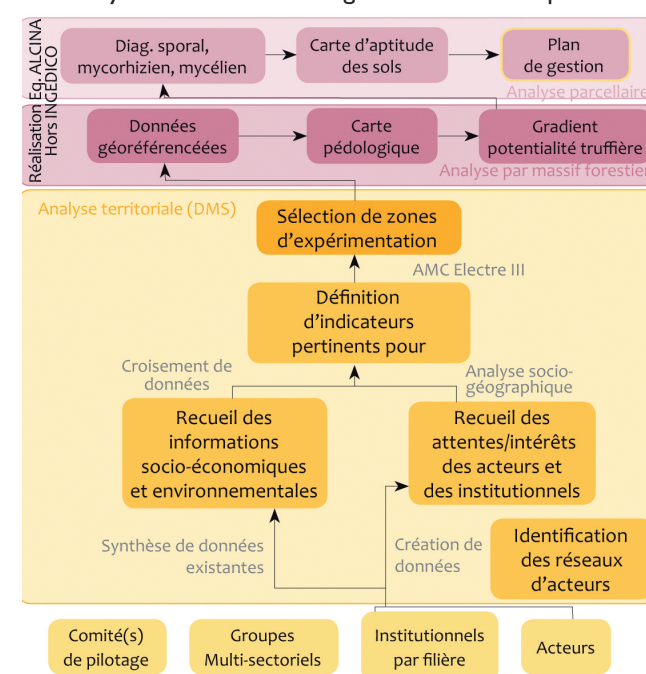 Réalisation Eq. ALCINA
Hors INGEDICO
Diag. sporal,
mycorhizien, mycélien
Carte d'aptitude
des sols
Plan
de gestion
Analyse parcellaire
Données
géoréférencéées
Carte
pédologique
Gradient
potentialité truffière
Analyse par massif forestier
Analyse territoriale (DMS)
Sélection de zones
d'expérimentation
AMC Electre III
Définition
d'indicateurs
pertinents pour
Croisement de
données
Analyse socio-
géographique
Recueil des
informations
socio-économiques
et environnementales
Recueil des
attentes/intérêts
des acteurs et
des institutionnels
Synthèse de données
existantes
Création de
données
Identification
des réseaux
d'acteurs
Comité(s)
de pilotage
Groupes
Multi-sectoriels
Institutionnels
par filière
Acteurs